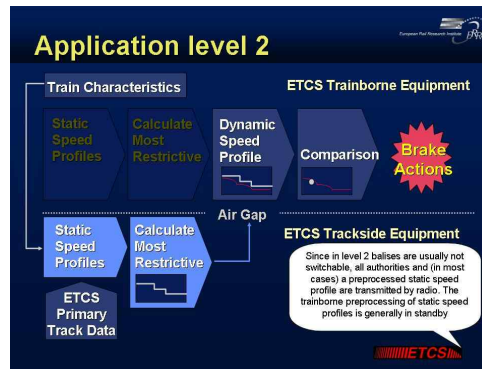 European Rail Research Institute
Application level 2
Train Characteristics
ETCS Trainborne Equipment
Static
Speed
Profiles
Calculate
Most
Restrictive
Dynamic
Speed
Profile
Comparison
Brake
Actions
Air Gap
ETCS Trackside Equipment
Static
Speed
Profiles
Calculate
Most
Restrictive
ETCS
Primary
Track Data
Since in level 2 balises are usually not
switchable, all authorities and (in most
cases) a preprocessed static speed
profile are transmitted by radio. The
trainborne preprocessing of static speed
profiles is generally in standby
ETCS